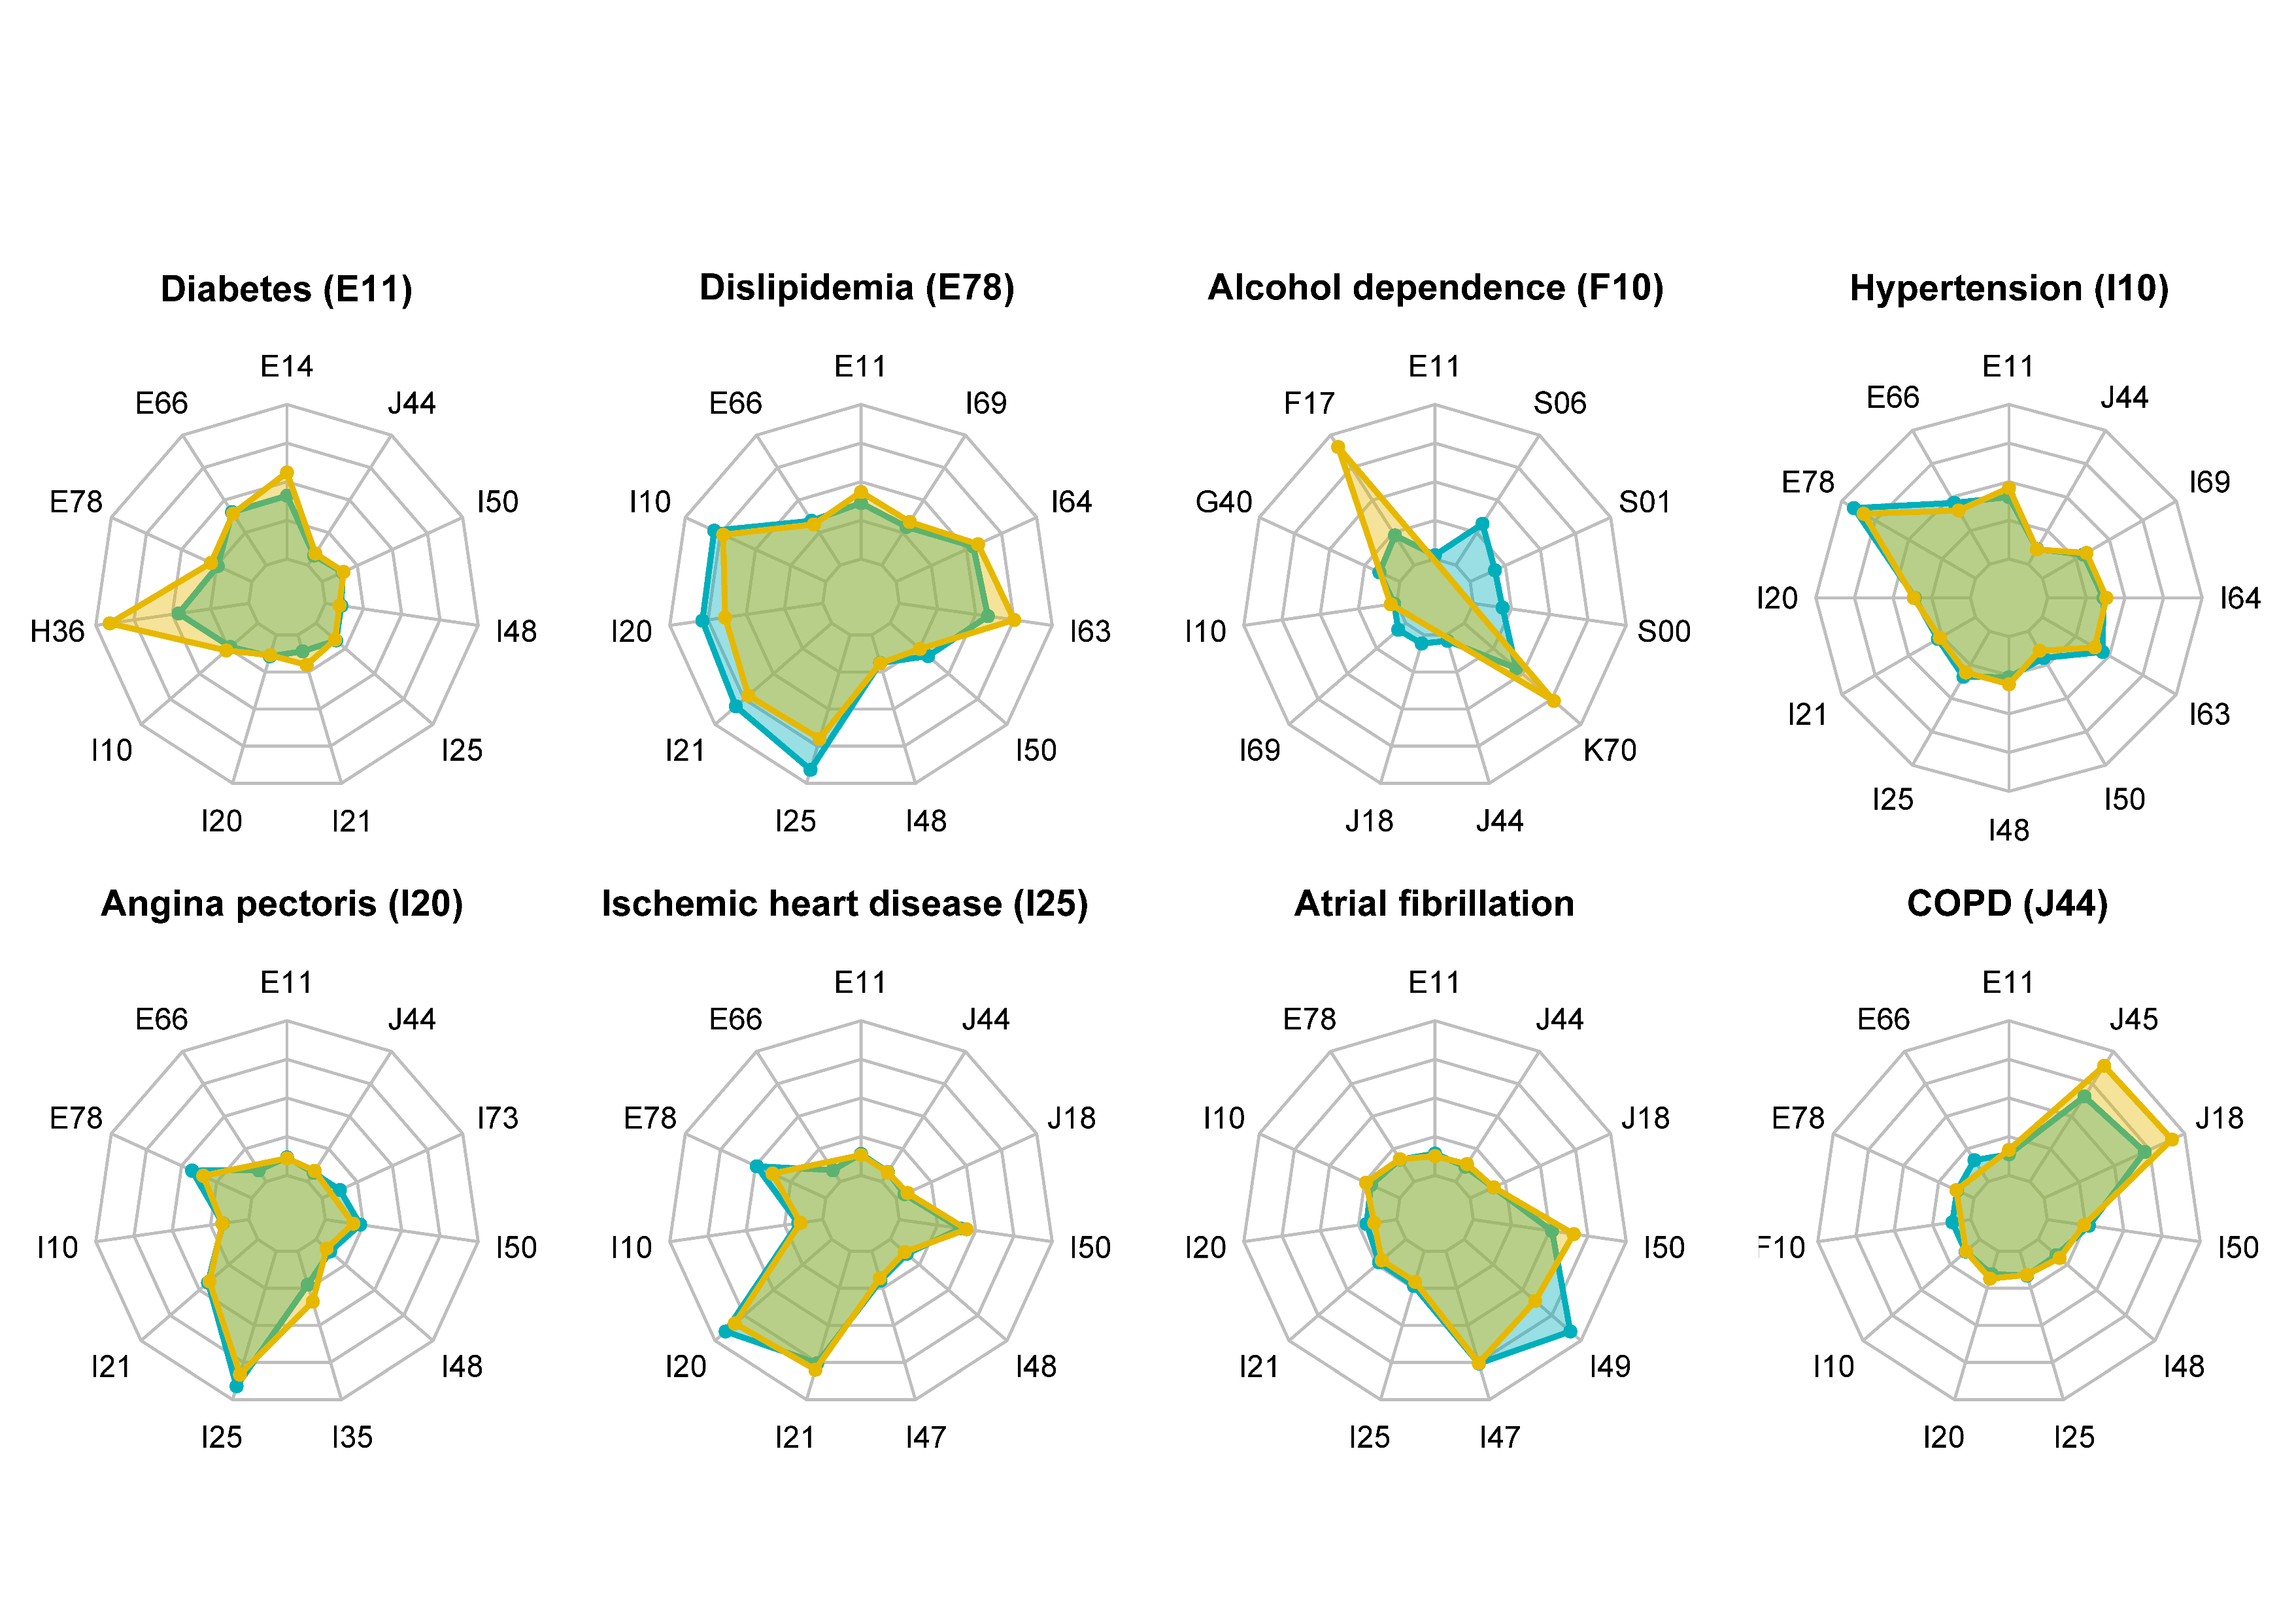 Diabetes (E11)
E14
J44
I50
I48
I25
I21
I20
I10
H36
E78
E66
Dislipidemia (E78)
E11
I69
I64
I63
I50
I48
I25
I21
I20
I10
E66
Alcohol dependence (F10)
E11
S06
S01
S00
K70
J44
J18
I69
I10
G40
F17
Hypertension (I10)
E11
J44
I69
I64
I63
I50
I48
I25
I21
I20
E78
E66
Angina pectoris (I20)
E11
J44
I73
I50
I48
I35
I25
I21
I10
E78
E66
Ischemic heart disease (I25)
E11
J44
J18
I50
I48
I47
I21
I20
I10
E78
E66
Atrial fibrillation
E11
J44
J18
I50
I49
I47
I25
I21
I20
I10
E78
COPD (J44)
E11
J45
J18
I50
I48
I25
I20
I10
F10
E78
E66